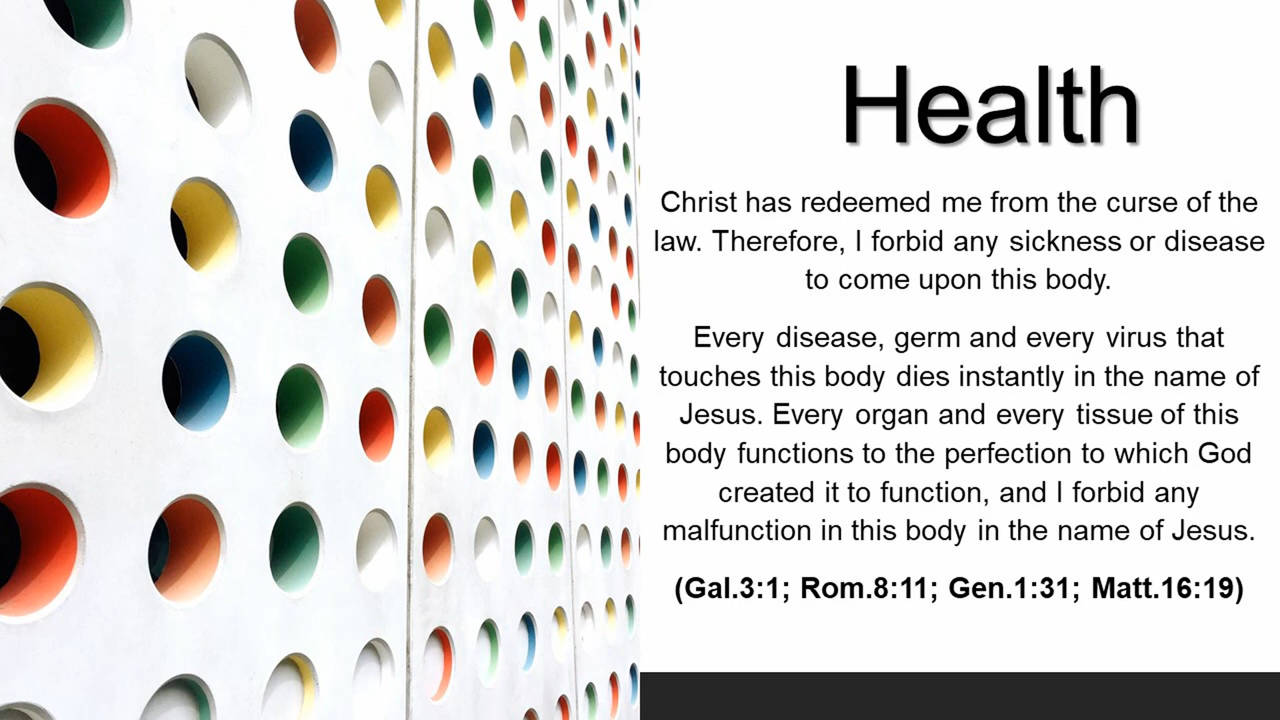 Health
Christ has redeemed me from the curse of the
law. Therefore, I forbid any sickness or disease
to come upon this body.
Every disease, germ and every virus that
touches this body dies instantly in the name of
Jesus. Every organ and every tissue of this
body functions to the perfection to which God
created it to function, and I forbid any
malfunction in this body in the name of Jesus.
(Gal.3:1; Rom.8:11; Gen.1:31; Matt.16:19)